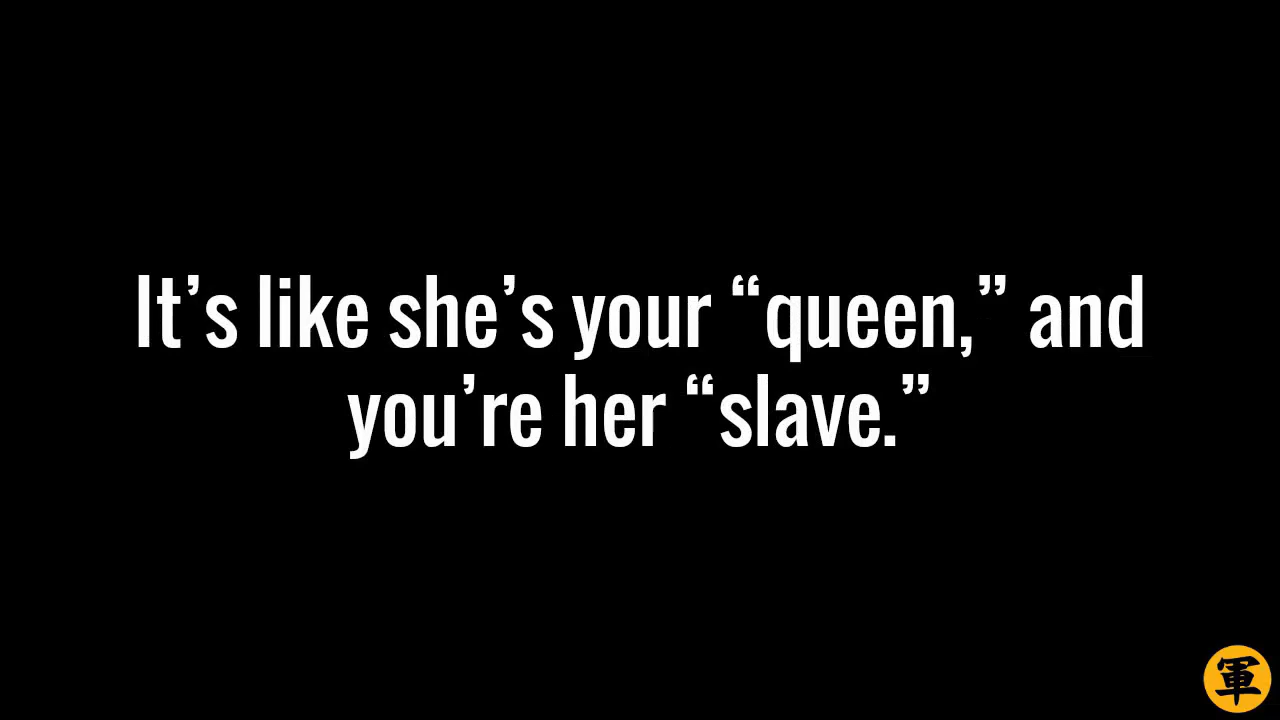 It’s like she’s your “queen,” and
you’re her “slave.”
軍